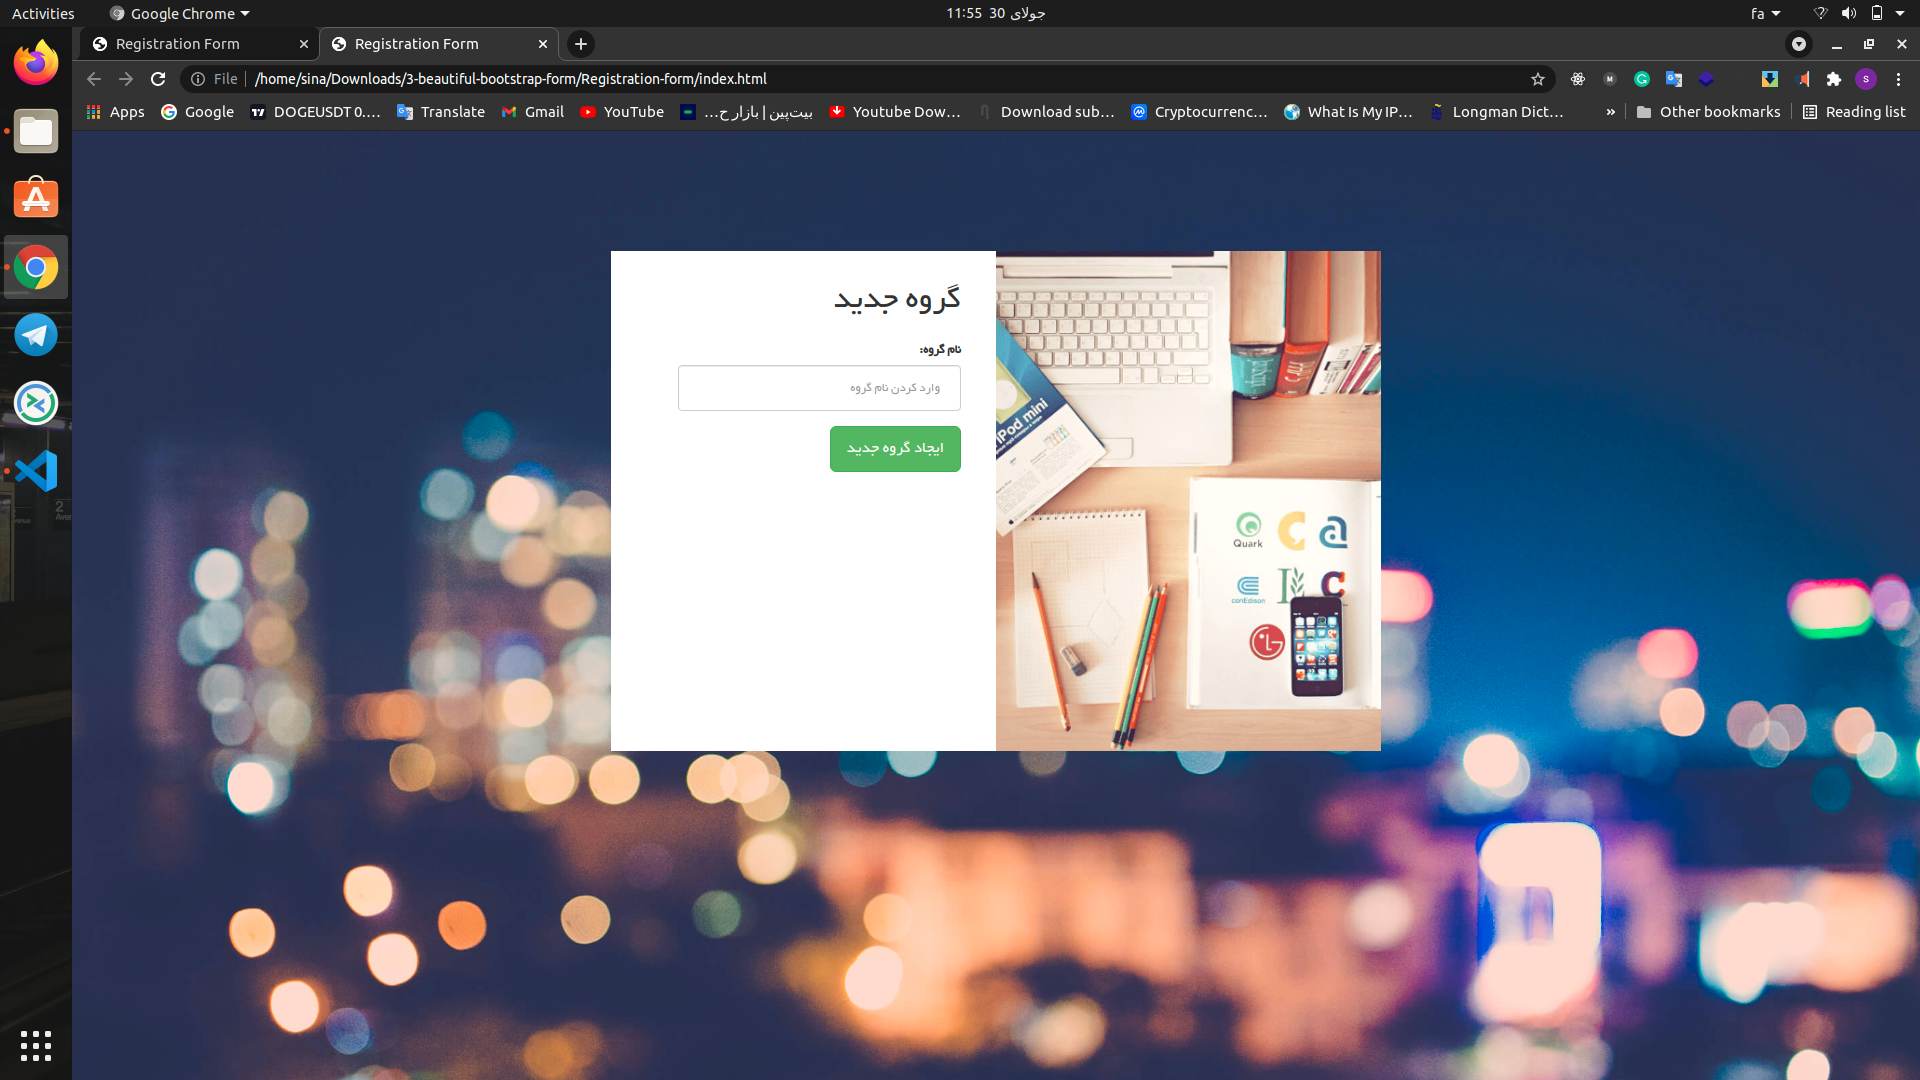 Activities
Google Chrome
11:55 30 جولای
fa
Registration Form
Registration Form
File
/home/sina/Downloads/3-beautiful-bootstrap-form/Registration-form/index.html
S
Apps
Google
DOGEUSDT 0....
Translate
Gmail
YouTube
بیت‌پین | بازار ح...
Youtube Dow...
Download sub...
Cryptocurrenc...
What Is My IP...
Longman Dict...
»
Other bookmarks
Reading list
گروه جدید
نام گروه:
وارد کردن نام گروه
ایجاد گروه جدید
iPod mini
Quark
conEdison
LG